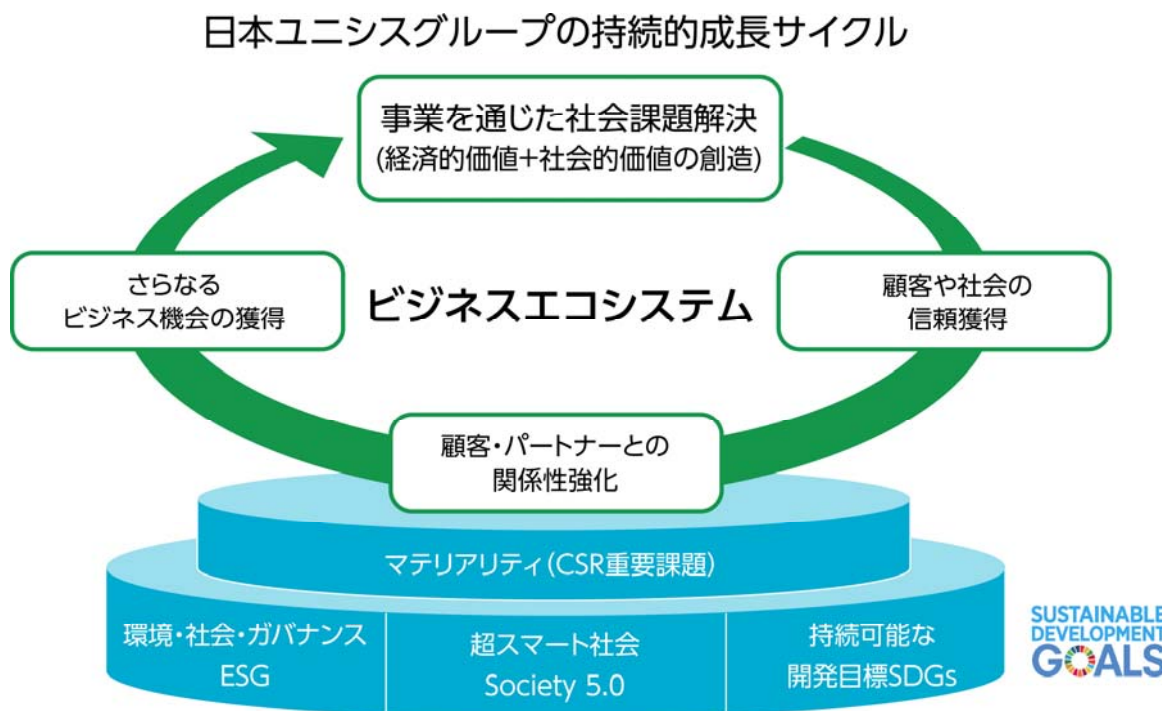 日本ユニシスグループの持続的成長サイクル
事業を通じた社会課題解決
(経済的価値+社会的価値の創造)
さらなる
ビジネス機会の獲得
ビジネスエコシステム
顧客や社会の
信頼獲得
顧客・パートナーとの
関係性強化
マテリアリティ(CSR重要課題)
環境・社会・ガバナンス
ESG
超スマート社会
Society 5.0
持続可能な
開発目標SDGs
SUSTAINABLE
DEVELOPMENT
GOALS